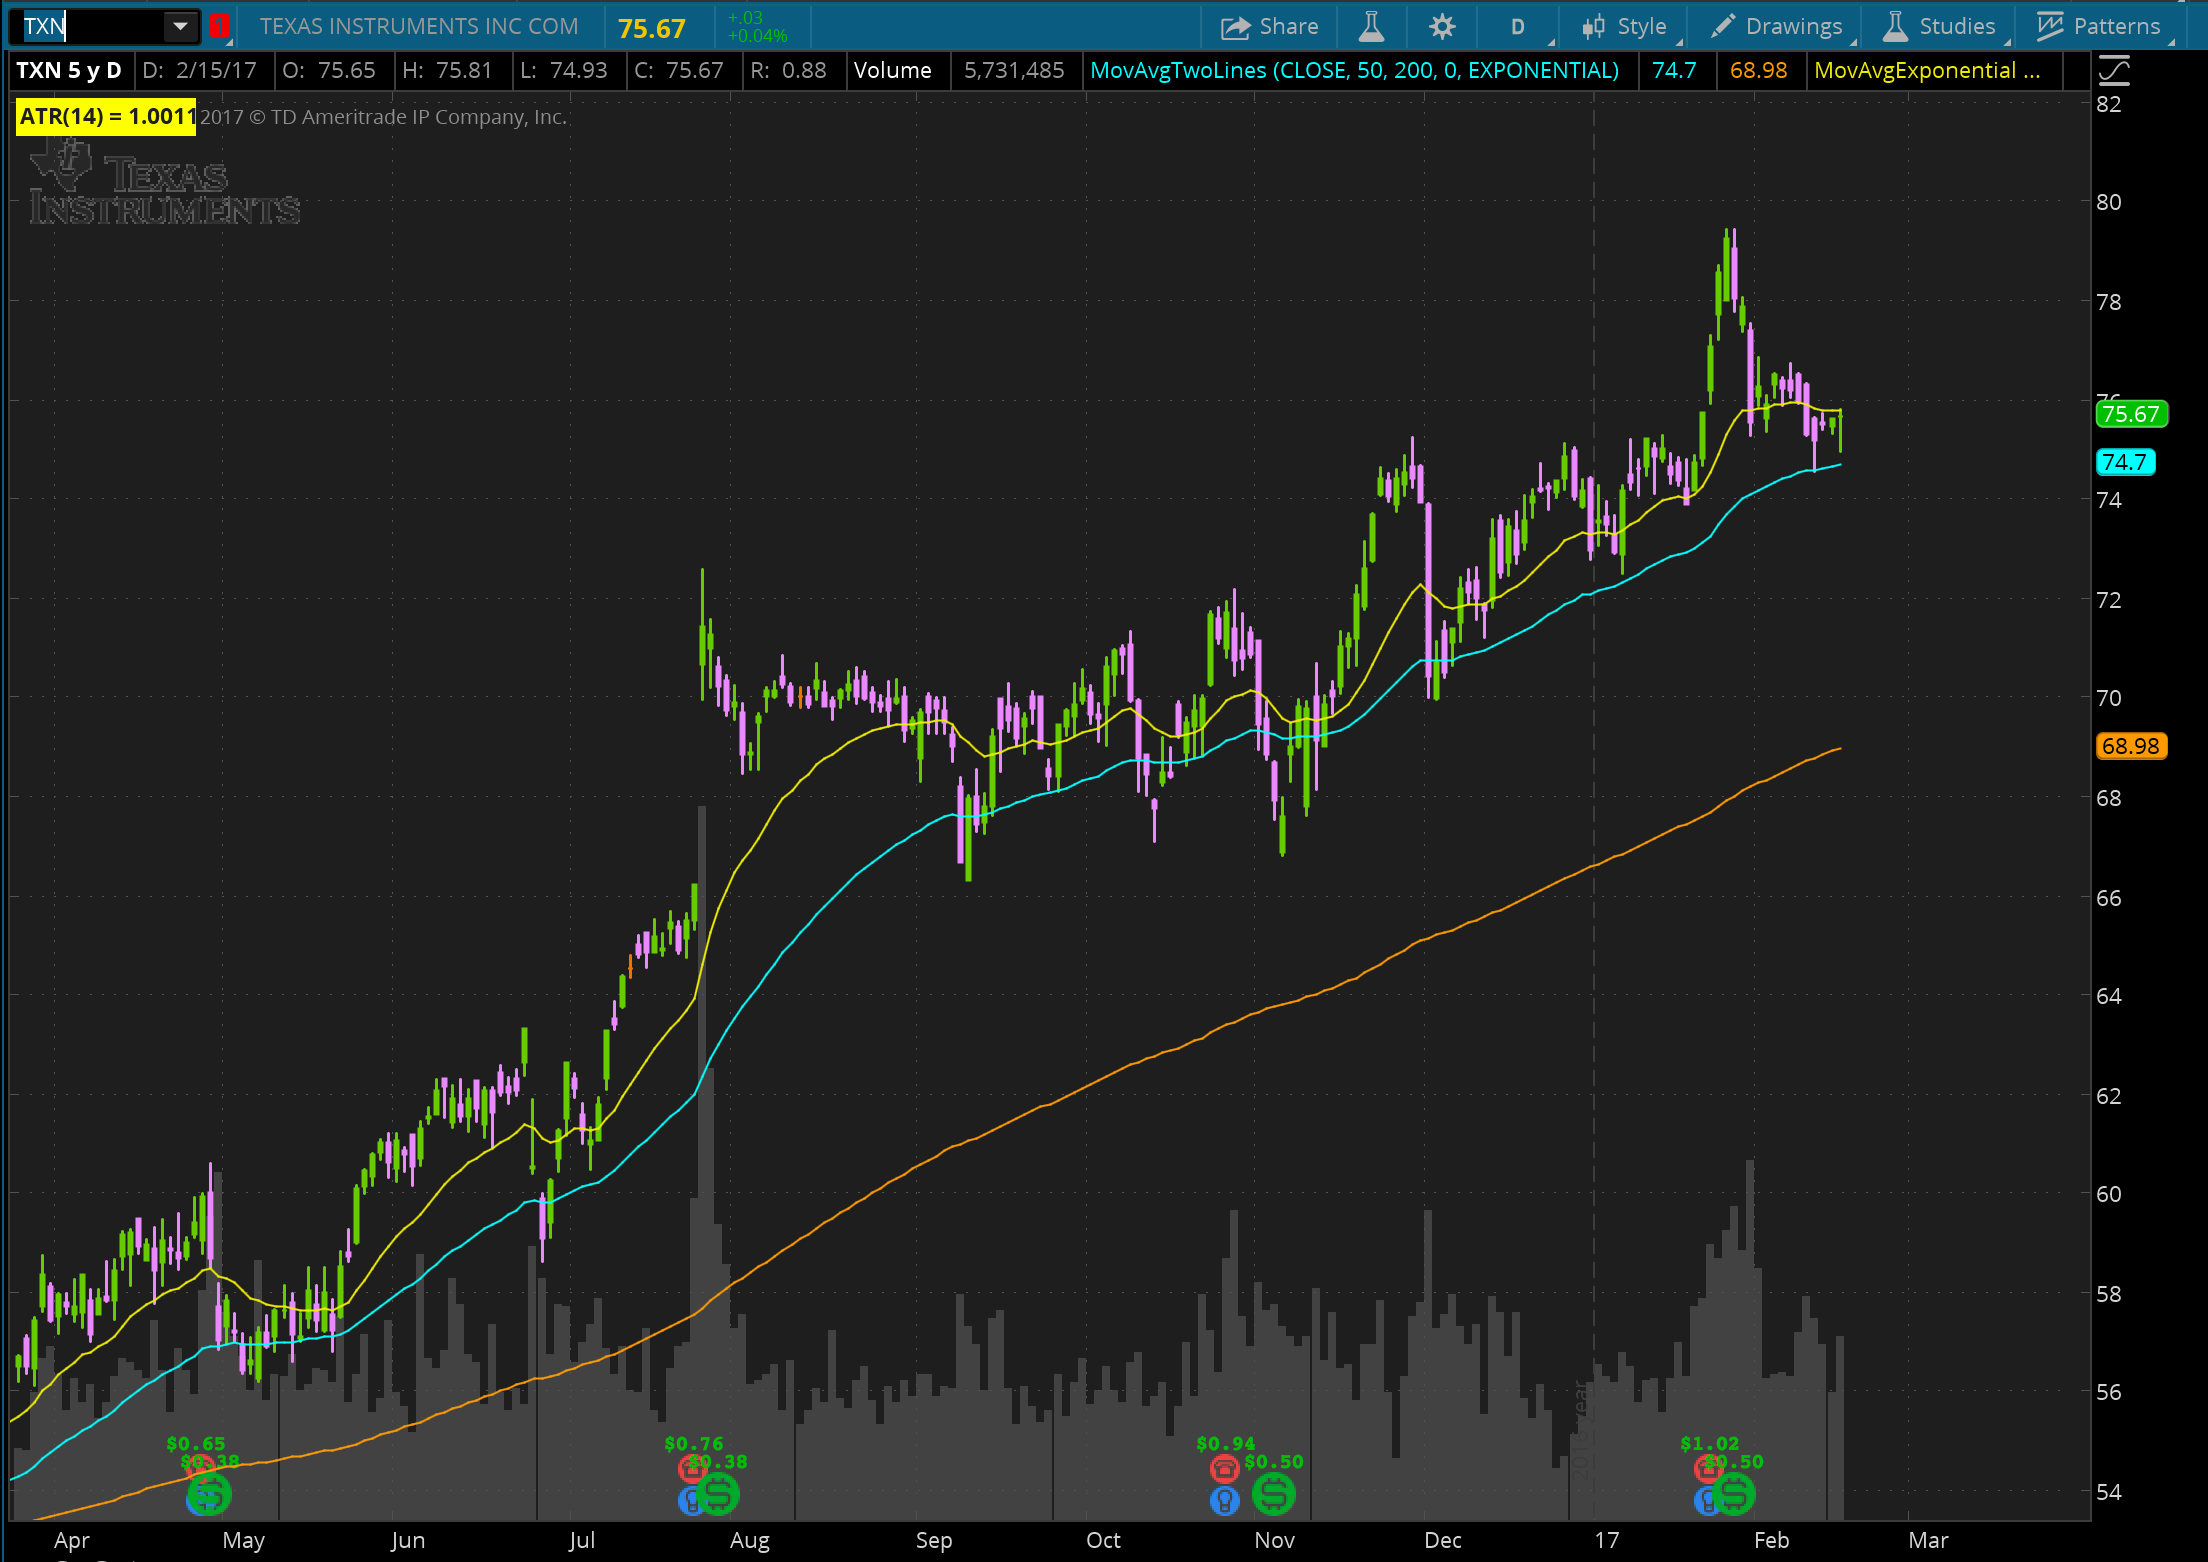 TXN 1 TEXAS INSTRUMENTS INC COM 75.67 +.03 +0.04% Share D Style Drawings Studies Patterns
TXN 5 y D D: 2/15/17 O: 75.65 H: 75.81 L: 74.93 C: 75.67 R: 0.88 Volume 5,731,485 MovAvgTwoLines (CLOSE, 50, 200, 0, EXPONENTIAL) 74.7 68.98 MovAvgExponential ...
ATR(14) = 1.0011 2017 © TD Ameritrade IP Company, Inc.
TEXAS
INSTRUMENTS
82
80
78
75.67
74.7
74
72
70
68.98
68
66
64
62
60
58
56
54
$0.65 $0.76 $0.94 $1.02
$0.38 $0.38 $0.50 $0.50
Apr May Jun Jul Aug Sep Oct Nov Dec 17 Feb Mar